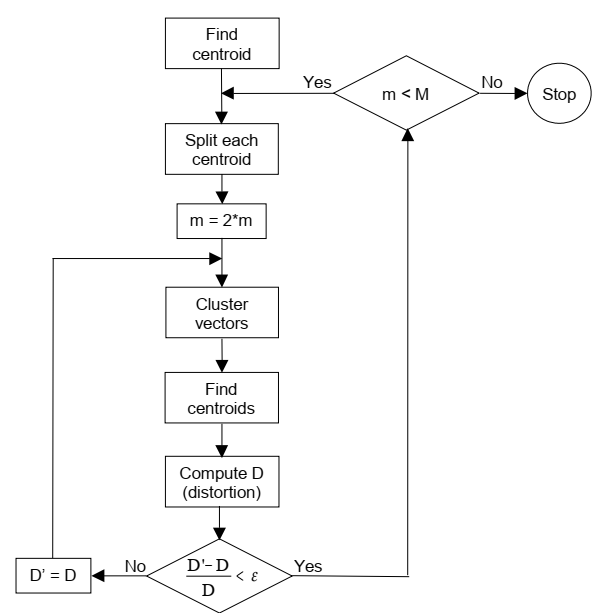 Find
centroid
Yes
m < M
No
Stop
Split each
centroid
m = 2*m
Cluster
vectors
Find
centroids
Compute D
(distortion)
D' = D
No
D'- D
D
< ε
Yes